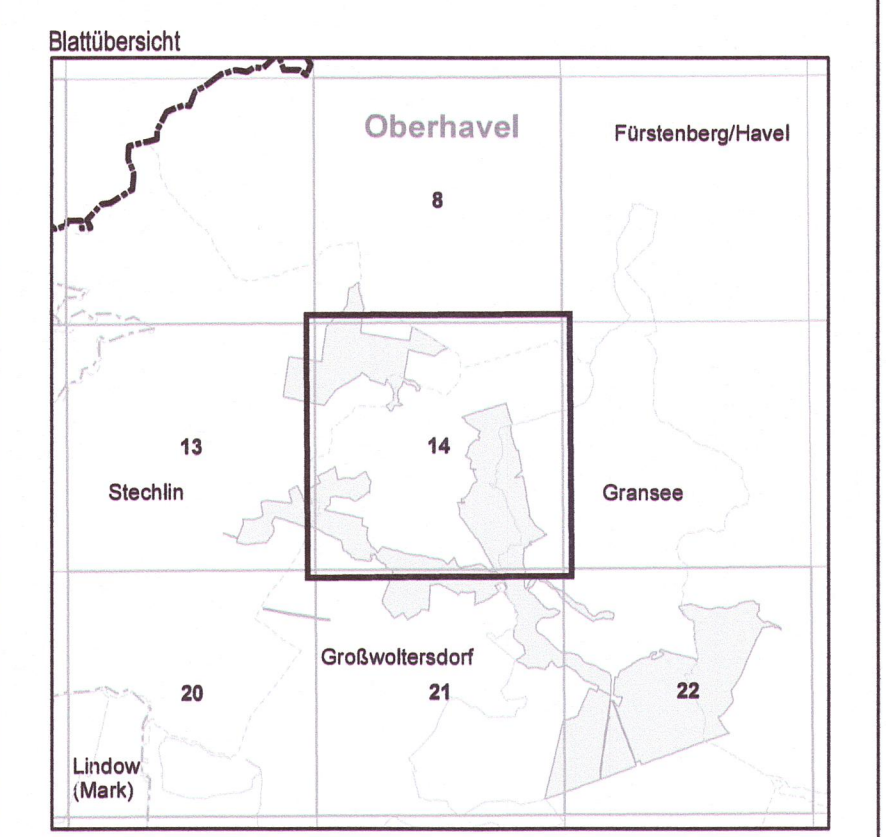 Blattübersicht
Oberhavel
Fürstenberg/Havel
8
13
14
Stechlin
Gransee
Großwoltersdorf
20
21
22
Lindow
(Mark)